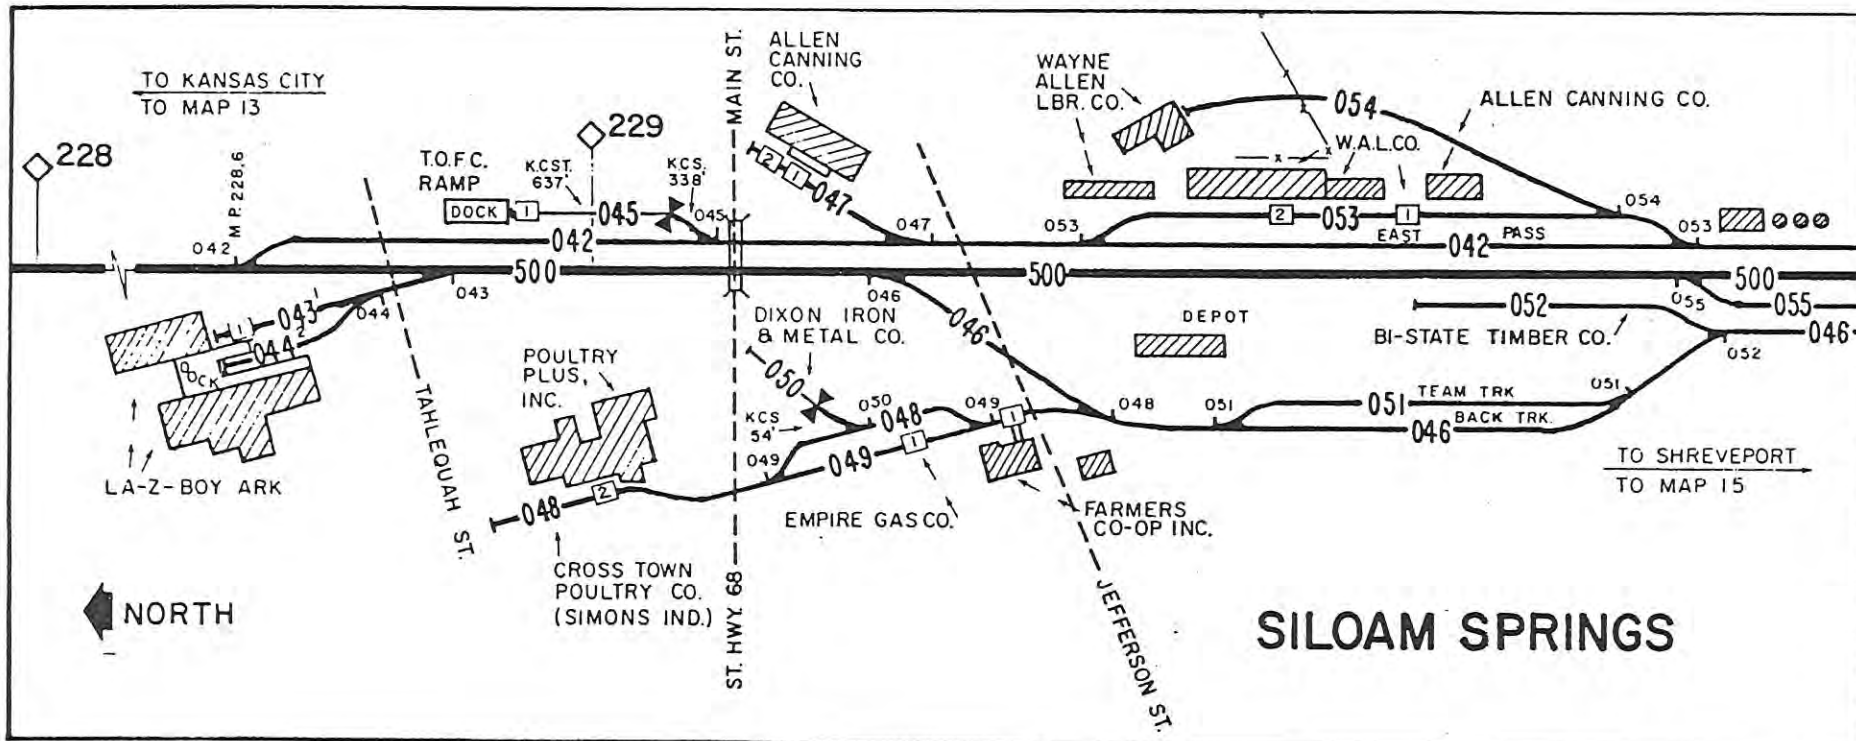 TO KANSAS CITY
TO MAP 13
228
M.P. 228.6
229
T.O.F.C.
RAMP
K.C.S.T.
637'
KCS.
338'
DOCK
1
045
045
MAIN ST.
ALLEN
CANNING
CO.
2
1
047
047
WAYNE
ALLEN
LBR. CO.
054
ALLEN CANNING CO.
W.A.L.CO.
x
x
x
x
054
053
2
053
1
053
042
042
EAST
042
PASS
500
500
500
043
043
1
1
044
044
2
DOCK
LA-Z-BOY ARK
TAHLEQUAH ST.
046
046
DIXON IRON
& METAL CO.
DEPOT
052
055
055
BI-STATE TIMBER CO.
046
052
POULTRY
PLUS,
INC.
050
KCS
54'
050
048
049
1
048
051
051
TEAM TRK
051
046
BACK TRK.
049
049
1
048
2
EMPIRE GAS CO.
FARMERS
CO-OP INC.
TO SHREVEPORT
TO MAP 15
CROSS TOWN
POULTRY CO.
(SIMONS IND.)
ST. HWY. 68
JEFFERSON ST.
NORTH
SILOAM SPRINGS